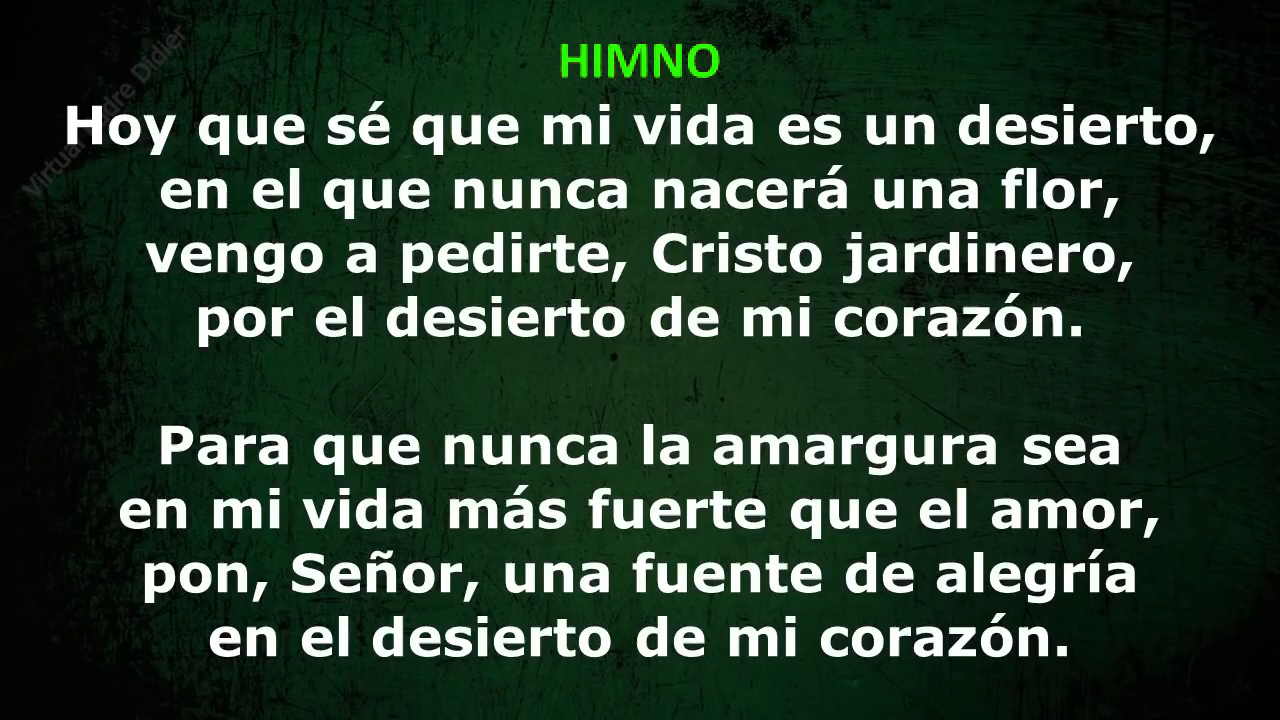 HIMNO
Hoy que sé que mi vida es un desierto,
en el que nunca nacerá una flor,
vengo a pedirte, Cristo jardinero,
por el desierto de mi corazón.
Para que nunca la amargura sea
en mi vida más fuerte que el amor,
pon, Señor, una fuente de alegría
en el desierto de mi corazón.
Didier